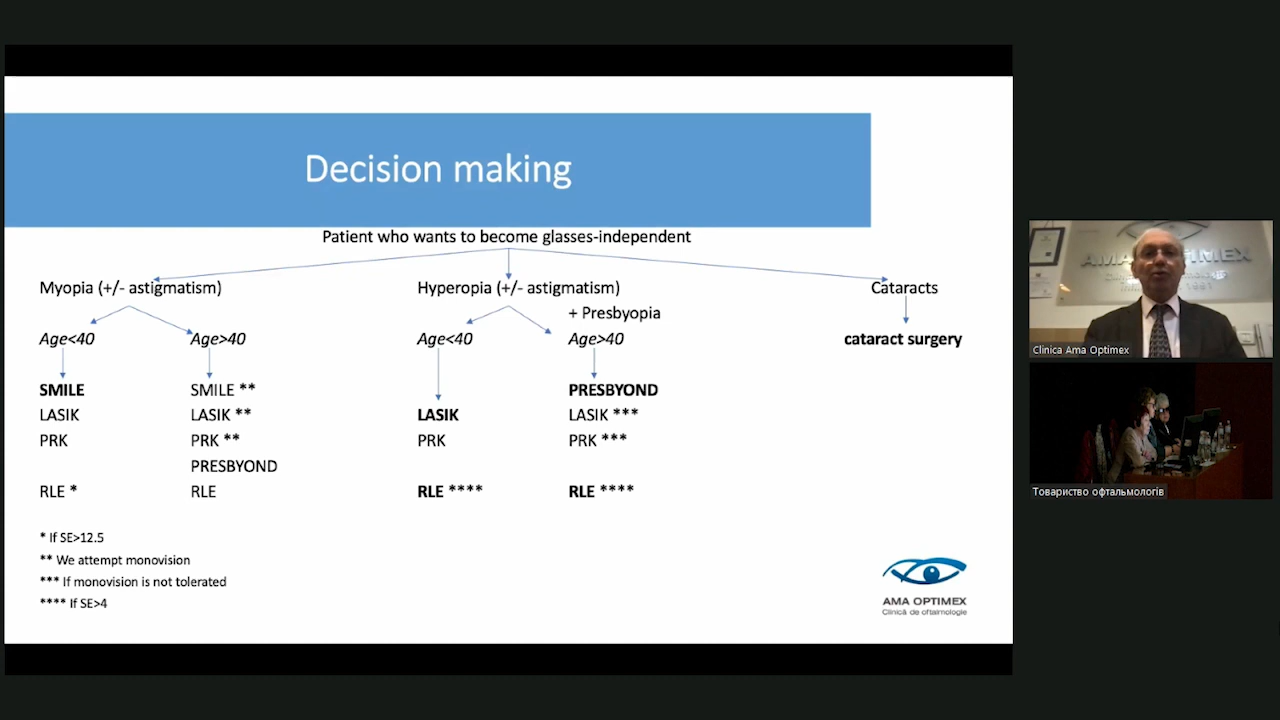 Decision making
Patient who wants to become glasses-independent
Myopia (+/- astigmatism)
Age<40
SMILE
LASIK
PRK
RLE *
Age>40
SMILE **
LASIK **
PRK **
PRESBYOND
RLE
Hyperopia (+/- astigmatism)
+ Presbyopia
Age<40
LASIK
PRK
RLE ****
Age>40
PRESBYOND
LASIK ***
PRK ***
RLE ****
Cataracts
cataract surgery
* If SE>12.5
** We attempt monovision
*** If monovision is not tolerated
**** If SE>4
AMA OPTIMEX
Clinică de oftalmologie
AMA OPTIMEX
Clinica Ama Optimex
Товариство офтальмологів